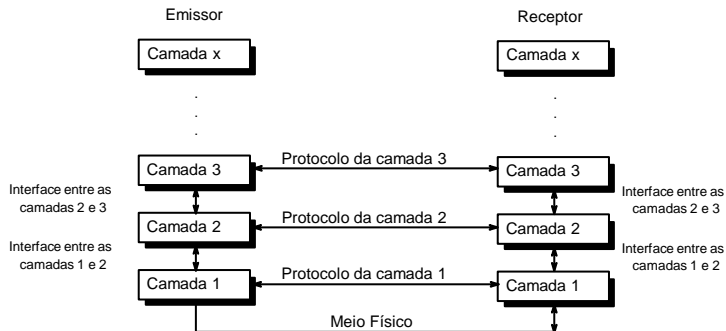 Emissor
Receptor
Camada x
Camada x
.
.
.
.
.
.
Camada 3
Protocolo da camada 3
Camada 3
Interface entre as
camadas 2 e 3
Interface entre as
camadas 2 e 3
Camada 2
Protocolo da camada 2
Camada 2
Interface entre as
camadas 1 e 2
Interface entre as
camadas 1 e 2
Camada 1
Protocolo da camada 1
Camada 1
Meio Físico